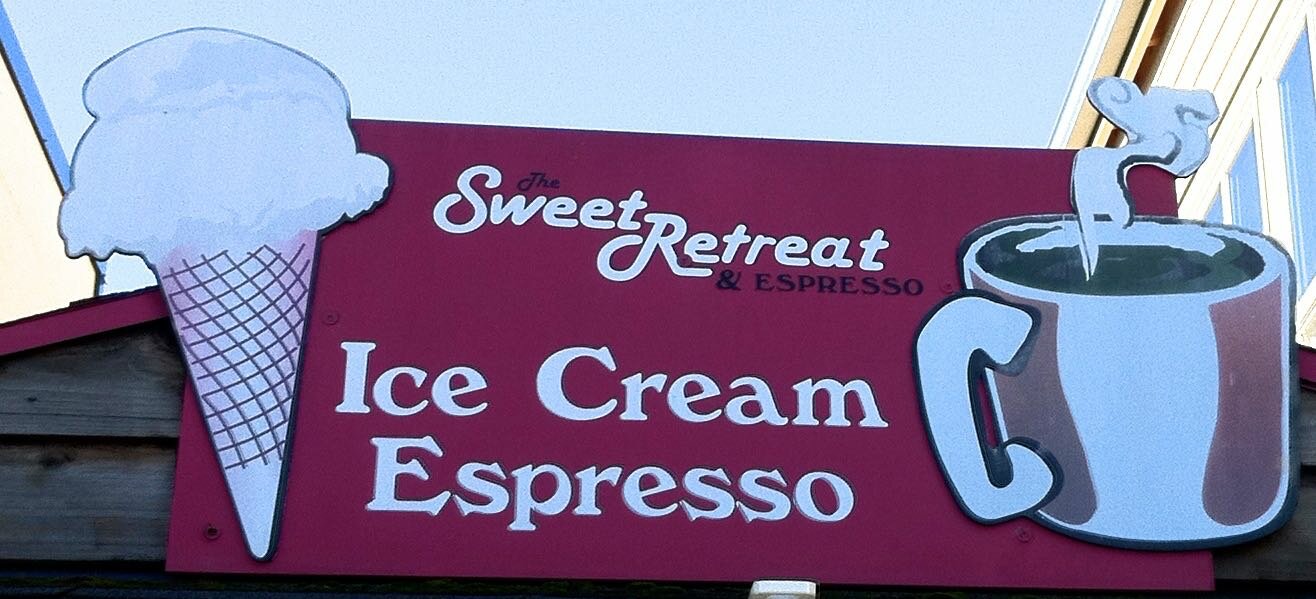 The
Sweet
Retreat
& ESPRESSO
Ice Cream
Espresso